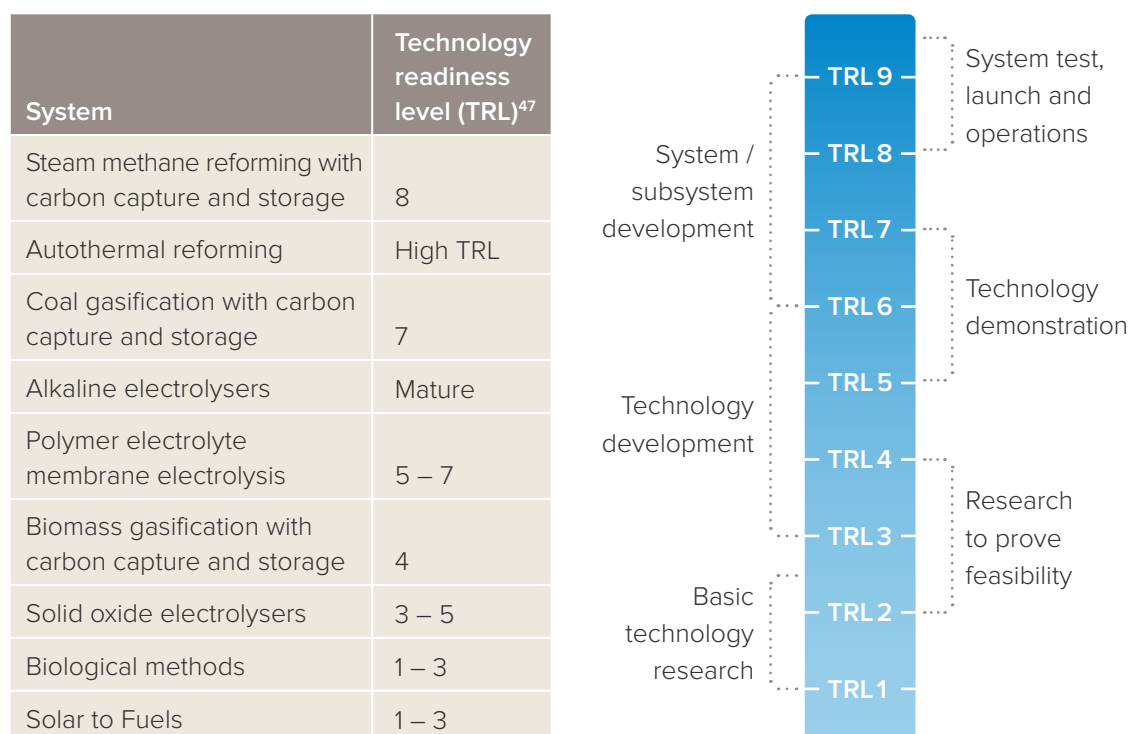 System
Technology
readiness
level (TRL)47
Steam methane reforming with
carbon capture and storage
8
Autothermal reforming
High TRL
Coal gasification with carbon
capture and storage
7
Alkaline electrolysers
Mature
Polymer electrolyte
membrane electrolysis
5 – 7
Biomass gasification with
carbon capture and storage
4
Solid oxide electrolysers
3 – 5
Biological methods
1 – 3
Solar to Fuels
1 – 3
System /
subsystem
development
Technology
development
Basic
technology
research
TRL 9
TRL 8
TRL 7
TRL 6
TRL 5
TRL 4
TRL 3
TRL 2
TRL 1
System test,
launch and
operations
Technology
demonstration
Research
to prove
feasibility